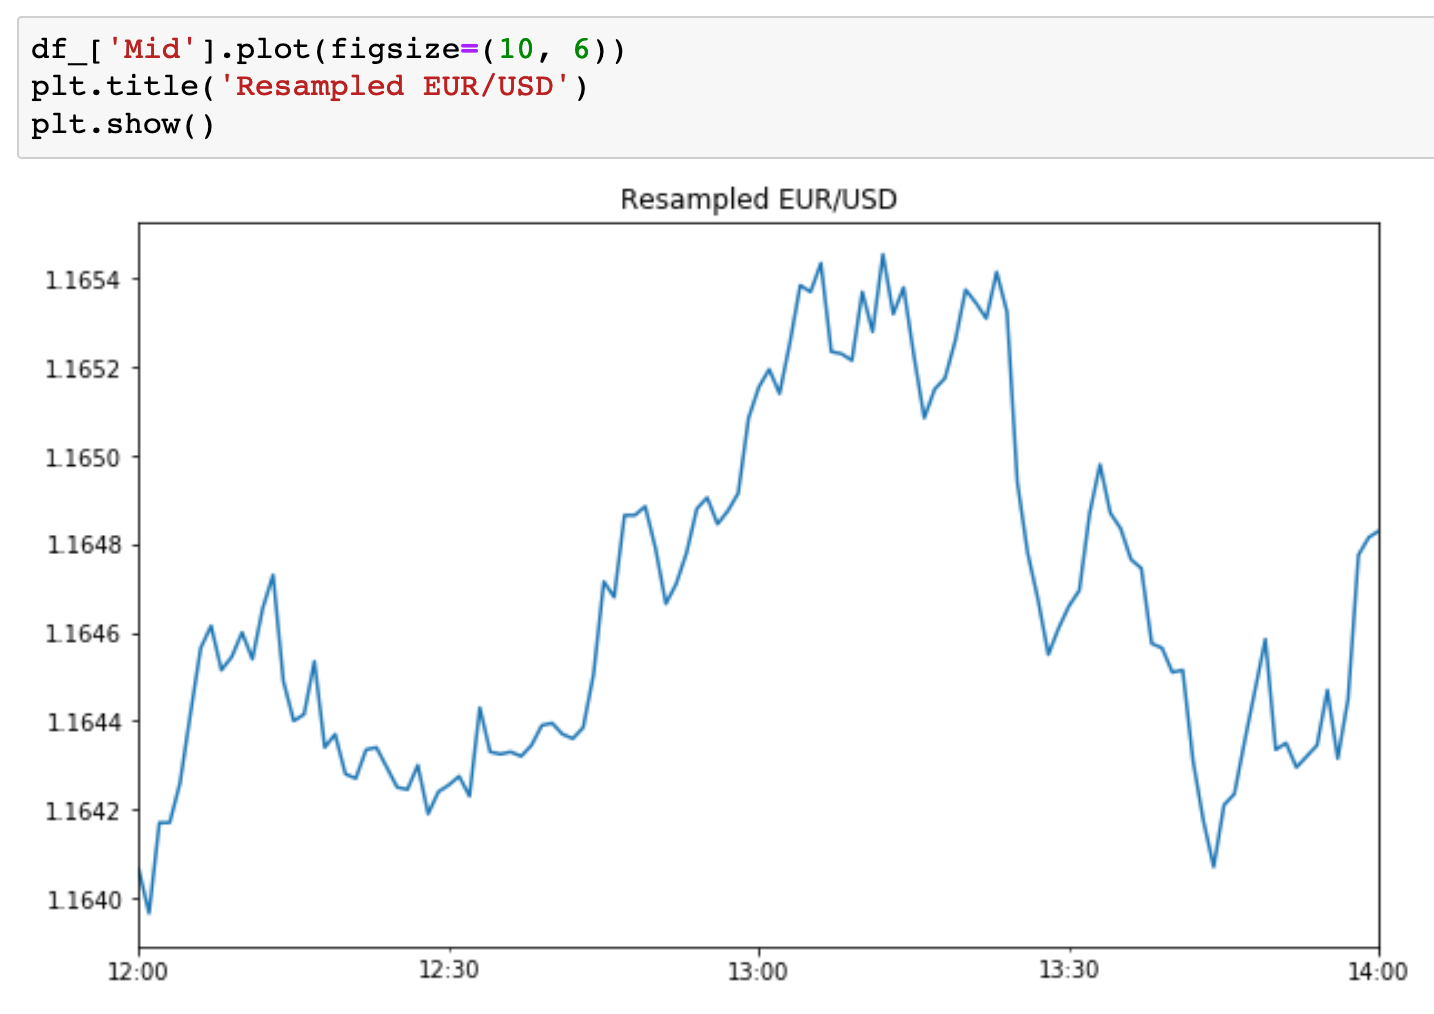 df_['Mid'].plot(figsize=(10, 6))
plt.title('Resampled EUR/USD')
plt.show()
Resampled EUR/USD
1.1654
1.1652
1.1650
1.1648
1.1646
1.1644
1.1642
1.1640
12:00 12:30 13:00 13:30 14:00